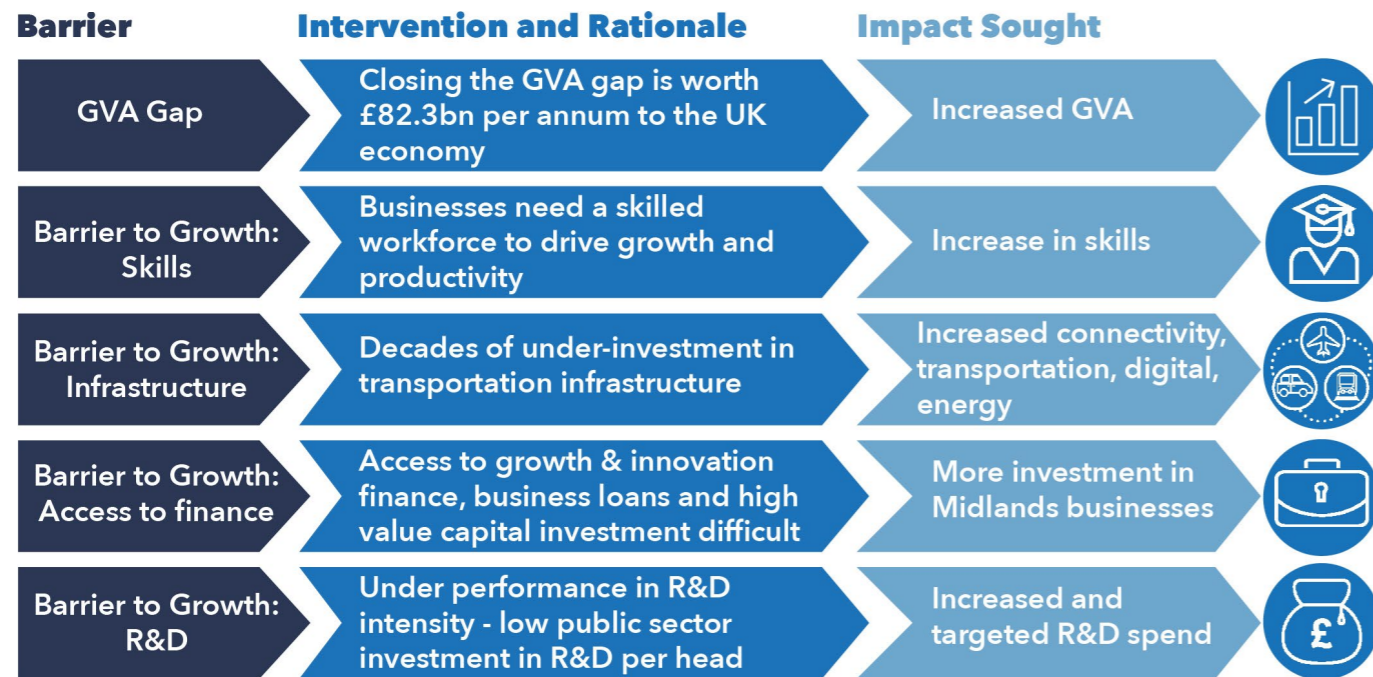 Barrier
Intervention and Rationale
Impact Sought
GVA Gap
Closing the GVA gap is worth
£82.3bn per annum to the UK
economy
Increased GVA
Barrier to Growth:
Skills
Businesses need a skilled
workforce to drive growth and
productivity
Increase in skills
Barrier to Growth:
Infrastructure
Decades of under-investment in
transportation infrastructure
Increased connectivity,
transportation, digital,
energy
Barrier to Growth:
Access to finance
Access to growth & innovation
finance, business loans and high
value capital investment difficult
More investment in
Midlands businesses
Barrier to Growth:
R&D
Under performance in R&D
intensity - low public sector
investment in R&D per head
Increased and
targeted R&D spend
£